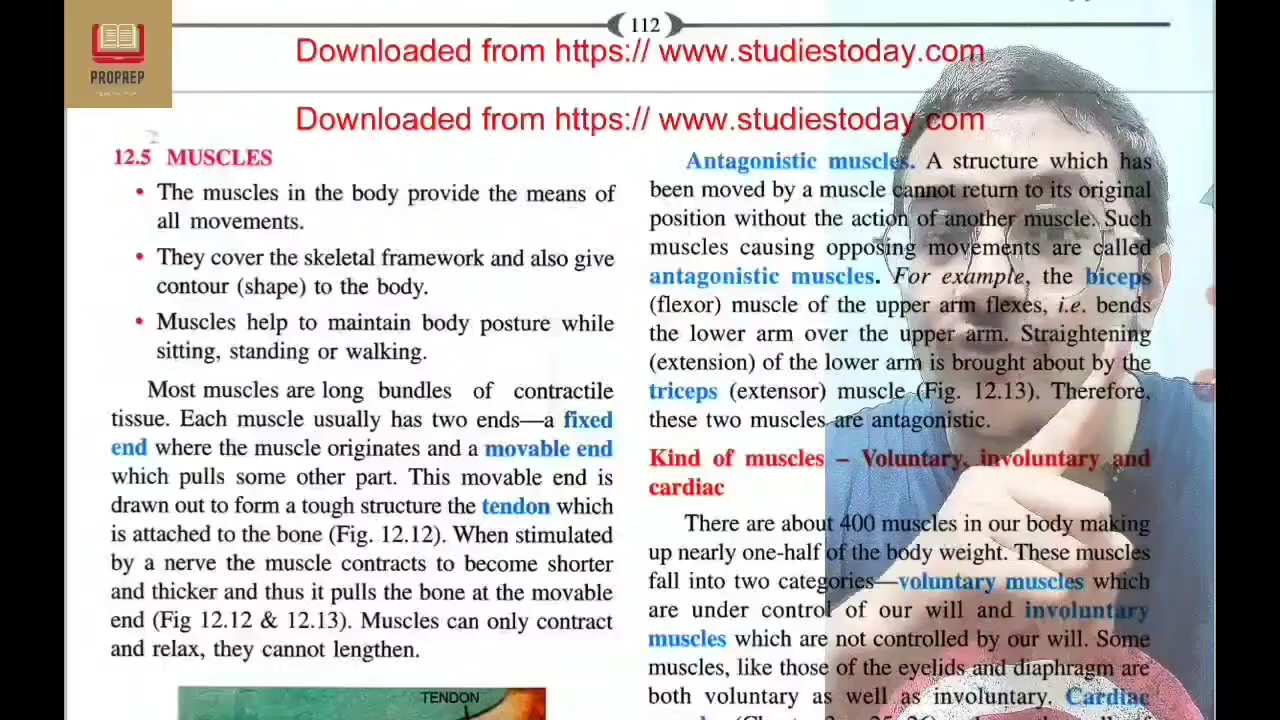 112
Downloaded from https:// www.studiestoday.com
PROPREP
Downloaded from https:// www.studiestoday.com
12.5 MUSCLES
• The muscles in the body provide the means of
all movements.
• They cover the skeletal framework and also give
contour (shape) to the body.
• Muscles help to maintain body posture while
sitting, standing or walking.
Most muscles are long bundles of contractile
tissue. Each muscle usually has two ends—a fixed
end where the muscle originates and a movable end
which pulls some other part. This movable end is
drawn out to form a tough structure the tendon which
is attached to the bone (Fig. 12.12). When stimulated
by a nerve the muscle contracts to become shorter
and thicker and thus it pulls the bone at the movable
end (Fig 12.12 & 12.13). Muscles can only contract
and relax, they cannot lengthen.
TENDON
Antagonistic muscles. A structure which has
been moved by a muscle cannot return to its original
position without the action of another muscle. Such
muscles causing opposing movements are called
antagonistic muscles. For example, the biceps
(flexor) muscle of the upper arm flexes, i.e. bends
the lower arm over the upper arm. Straightening
(extension) of the lower arm is brought about by the
triceps (extensor) muscle (Fig. 12.13). Therefore,
these two muscles are antagonistic.
Kind of muscles – Voluntary, involuntary and
cardiac
There are about 400 muscles in our body making
up nearly one-half of the body weight. These muscles
fall into two categories—voluntary muscles which
are under control of our will and involuntary
muscles which are not controlled by our will. Some
muscles, like those of the eyelids and diaphragm are
both voluntary as well as involuntary. Cardiac